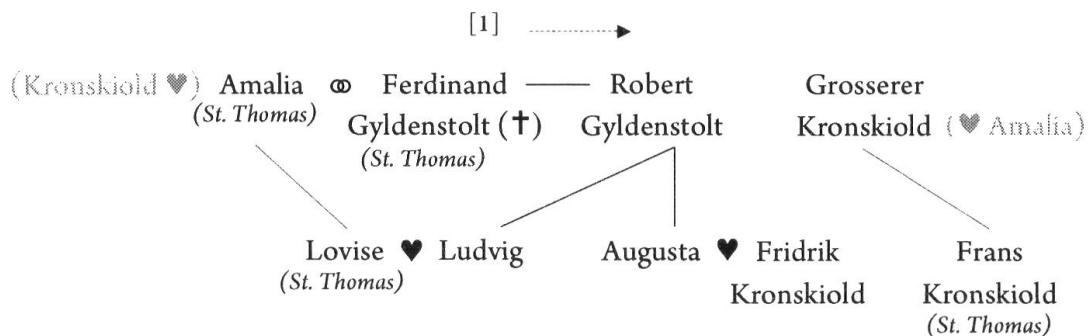 [1]
(Kronskiold ♥) Amalia ⚭ Ferdinand Robert Grosserer
(St. Thomas) Gyldenstolt (✝) Gyldenstolt Kronskiold (♥ Amalia)
(St. Thomas)
Lovise ♥ Ludvig Augusta ♥ Fridrik Frans
(St. Thomas) Kronskiold Kronskiold
(St. Thomas)